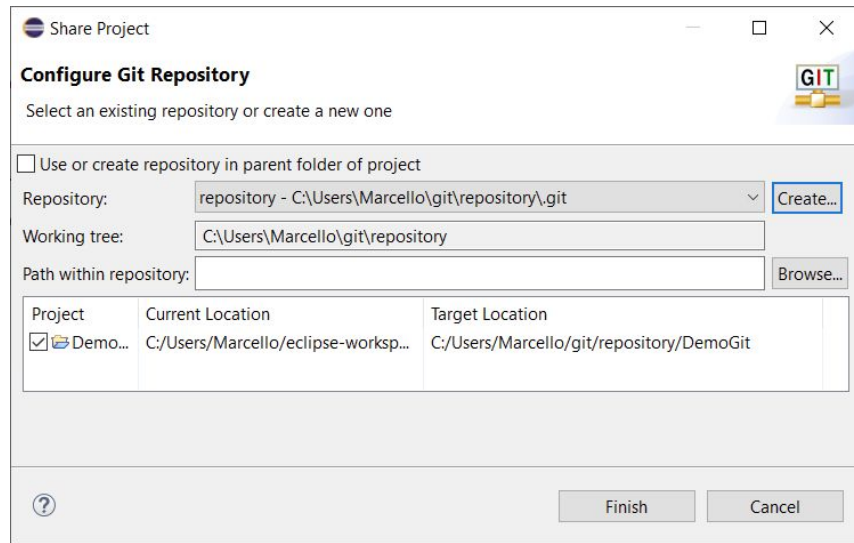 Share Project
Configure Git Repository
GIT
Select an existing repository or create a new one
Use or create repository in parent folder of project
Repository: repository - C:\Users\Marcello\git\repository\.git Create...
Working tree: C:\Users\Marcello\git\repository
Path within repository: Browse...
Project Current Location Target Location
Demo... C:/Users/Marcello/eclipse-worksp... C:/Users/Marcello/git/repository/DemoGit
? Finish Cancel